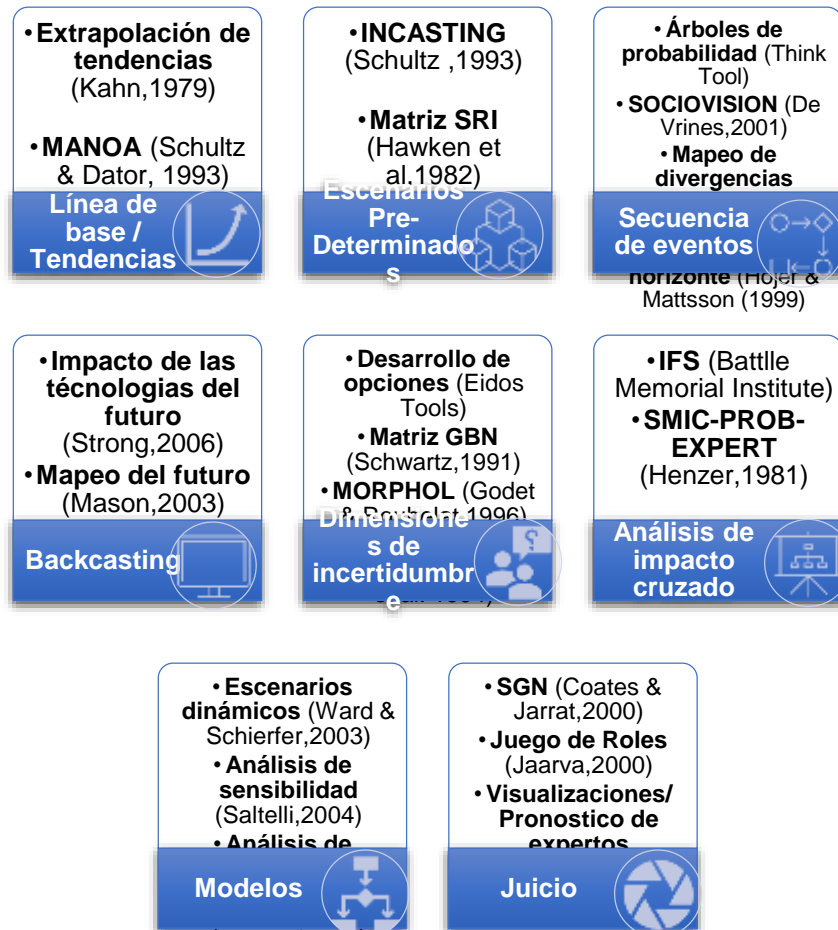 •Extrapolación de
tendencias
(Kahn,1979)
•MANOA (Schultz
& Dator, 1993)
Línea de
base /
Tendencias
•INCASTING
(Schultz ,1993)
•Matriz SRI
(Hawken et
al.1982)
Escenarios
Pre-
Determinado
s
•Árboles de
probabilidad (Think
Tool)
•SOCIOVISION (De
Vrines,2001)
•Mapeo de
divergencias
Secuencia
de eventos
horizonte (Hojer &
Mattsson (1999)
•Impacto de las
técnologias del
futuro
(Strong,2006)
•Mapeo del futuro
(Mason,2003)
Backcasting
•Desarrollo de
opciones (Eidos
Tools)
•Matriz GBN
(Schwartz,1991)
•MORPHOL (Godet
1996)
Dimensione
s de
incertidumbr
e
•IFS (Battlle
Memorial Institute)
•SMIC-PROB-
EXPERT
(Henzer,1981)
Análisis de
impacto
cruzado
•Escenarios
dinámicos (Ward &
Schierfer,2003)
•Análisis de
sensibilidad
(Saltelli,2004)
•Análisis de
Modelos
•SGN (Coates &
Jarrat,2000)
•Juego de Roles
(Jaarva,2000)
•Visualizaciones/
Pronostico de
expertos
Juicio